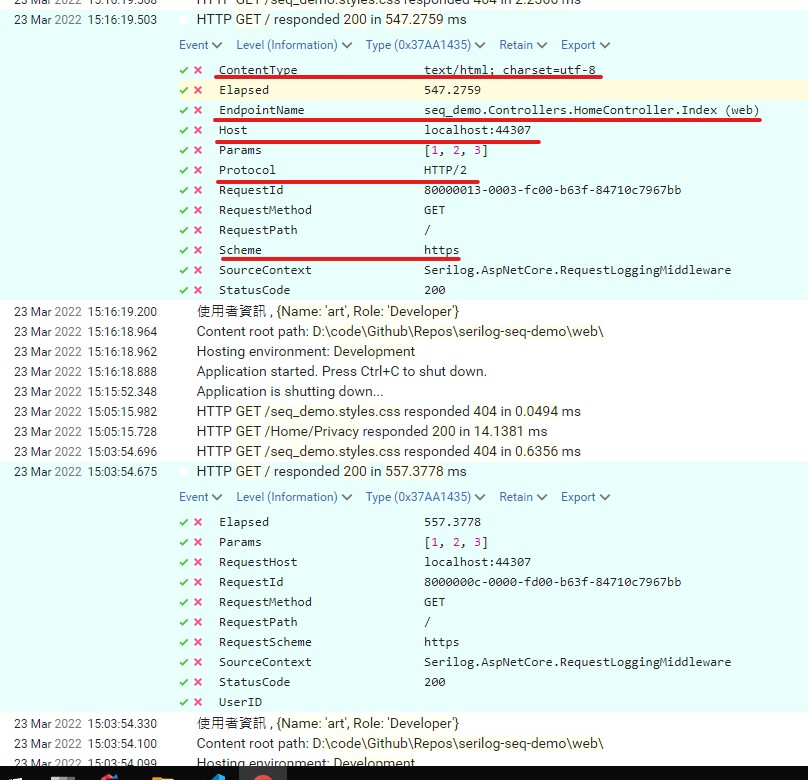 23 Mar 2022 15:16:19.508 HTTP GET /seq_demo.styles.css responded 404 in 2.2360 ms
23 Mar 2022 15:16:19.503 HTTP GET / responded 200 in 547.2759 ms
Event Level (Information) Type (0x37AA1435) Retain Export
ContentType text/html; charset=utf-8
Elapsed 547.2759
EndpointName seq_demo.Controllers.HomeController.Index (web)
Host localhost:44307
Params [1, 2, 3]
Protocol HTTP/2
RequestId 80000013-0003-fc00-b63f-84710c7967bb
RequestMethod GET
RequestPath /
Scheme https
SourceContext Serilog.AspNetCore.RequestLoggingMiddleware
StatusCode 200
23 Mar 2022 15:16:19.200 使用者資訊 , {Name: 'art', Role: 'Developer'}
23 Mar 2022 15:16:18.964 Content root path: D:\code\Github\Repos\serilog-seq-demo\web\
23 Mar 2022 15:16:18.962 Hosting environment: Development
23 Mar 2022 15:16:18.888 Application started. Press Ctrl+C to shut down.
23 Mar 2022 15:15:52.348 Application is shutting down...
23 Mar 2022 15:05:15.982 HTTP GET /seq_demo.styles.css responded 404 in 0.0494 ms
23 Mar 2022 15:05:15.728 HTTP GET /Home/Privacy responded 200 in 14.1381 ms
23 Mar 2022 15:03:54.696 HTTP GET /seq_demo.styles.css responded 404 in 0.6356 ms
23 Mar 2022 15:03:54.675 HTTP GET / responded 200 in 557.3778 ms
Event Level (Information) Type (0x37AA1435) Retain Export
Elapsed 557.3778
Params [1, 2, 3]
RequestHost localhost:44307
RequestId 8000000c-0000-fd00-b63f-84710c7967bb
RequestMethod GET
RequestPath /
RequestScheme https
SourceContext Serilog.AspNetCore.RequestLoggingMiddleware
StatusCode 200
UserID
23 Mar 2022 15:03:54.330 使用者資訊 , {Name: 'art', Role: 'Developer'}
23 Mar 2022 15:03:54.100 Content root path: D:\code\Github\Repos\serilog-seq-demo\web\
23 Mar 2022 15:03:54.099 Hosting environment: Development